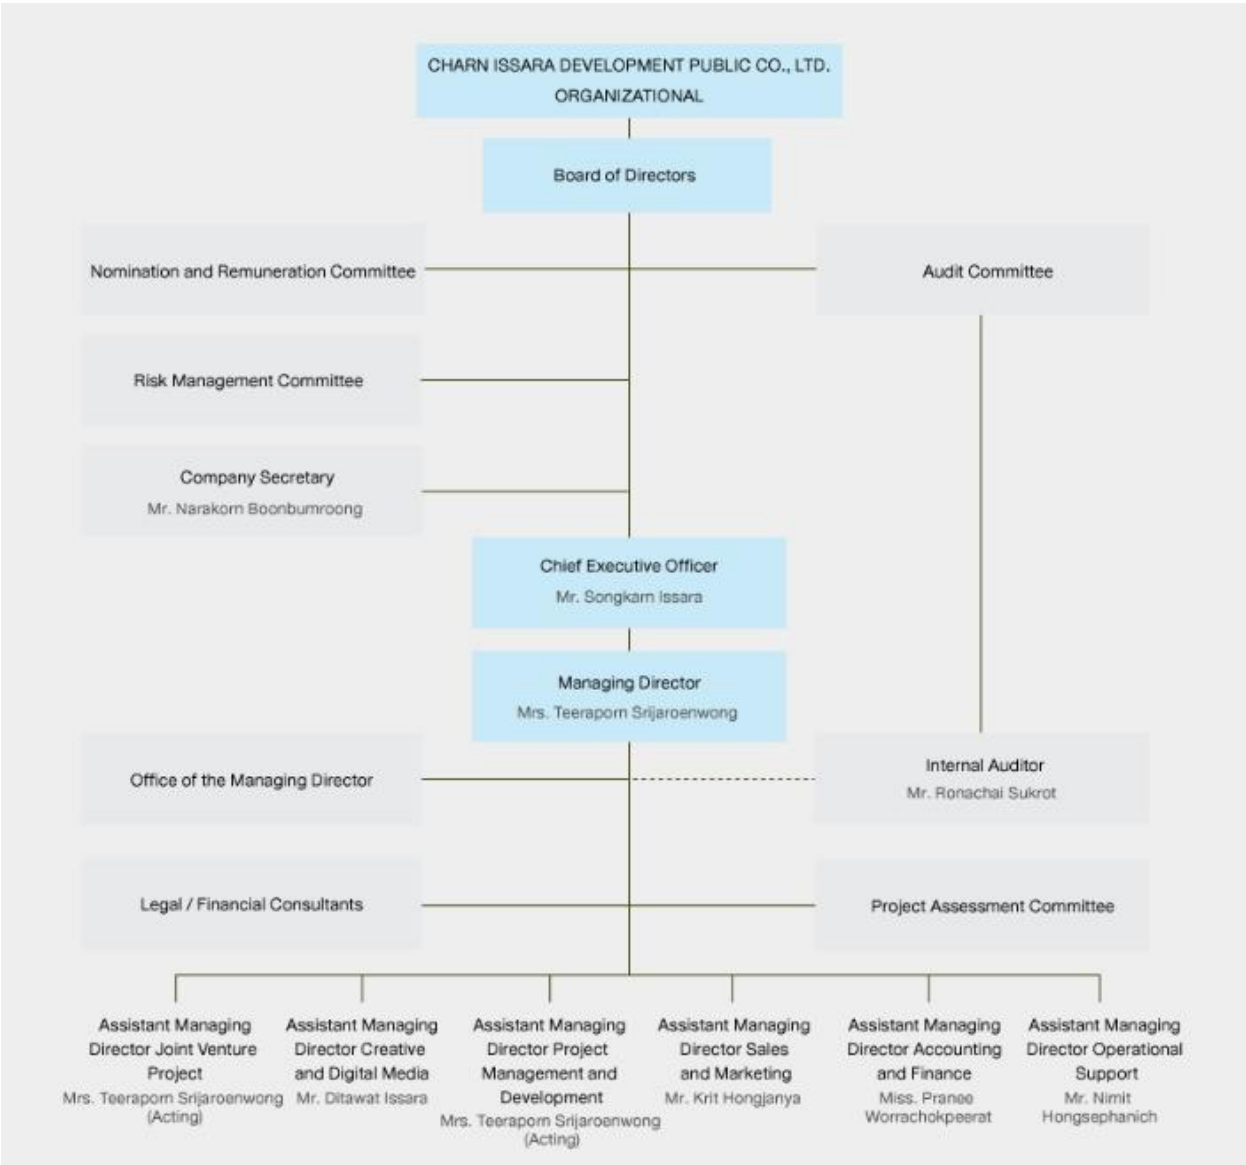 CHARN ISSARA DEVELOPMENT PUBLIC CO., LTD.
ORGANIZATIONAL
Board of Directors
Nomination and Remuneration Committee
Audit Committee
Risk Management Committee
Company Secretary
Mr. Narakorn Boonbumroong
Chief Executive Officer
Mr. Songkarn Issara
Managing Director
Mrs. Teeraporn Srijaroenwong
Office of the Managing Director
Internal Auditor
Mr. Ronachai Sukrot
Legal / Financial Consultants
Project Assessment Committee
Assistant Managing
Director Joint Venture
Project
Mrs. Teeraporn Srijaroenwong
(Acting)
Assistant Managing
Director Creative
and Digital Media
Mr. Ditawat Issara
Assistant Managing
Director Project
Management and
Development
Mrs. Teeraporn Srijaroenwong
(Acting)
Assistant Managing
Director Sales
and Marketing
Mr. Krit Hongjanya
Assistant Managing
Director Accounting
and Finance
Miss. Pranee
Worrachokpeerat
Assistant Managing
Director Operational
Support
Mr. Nimit
Hongsephanich